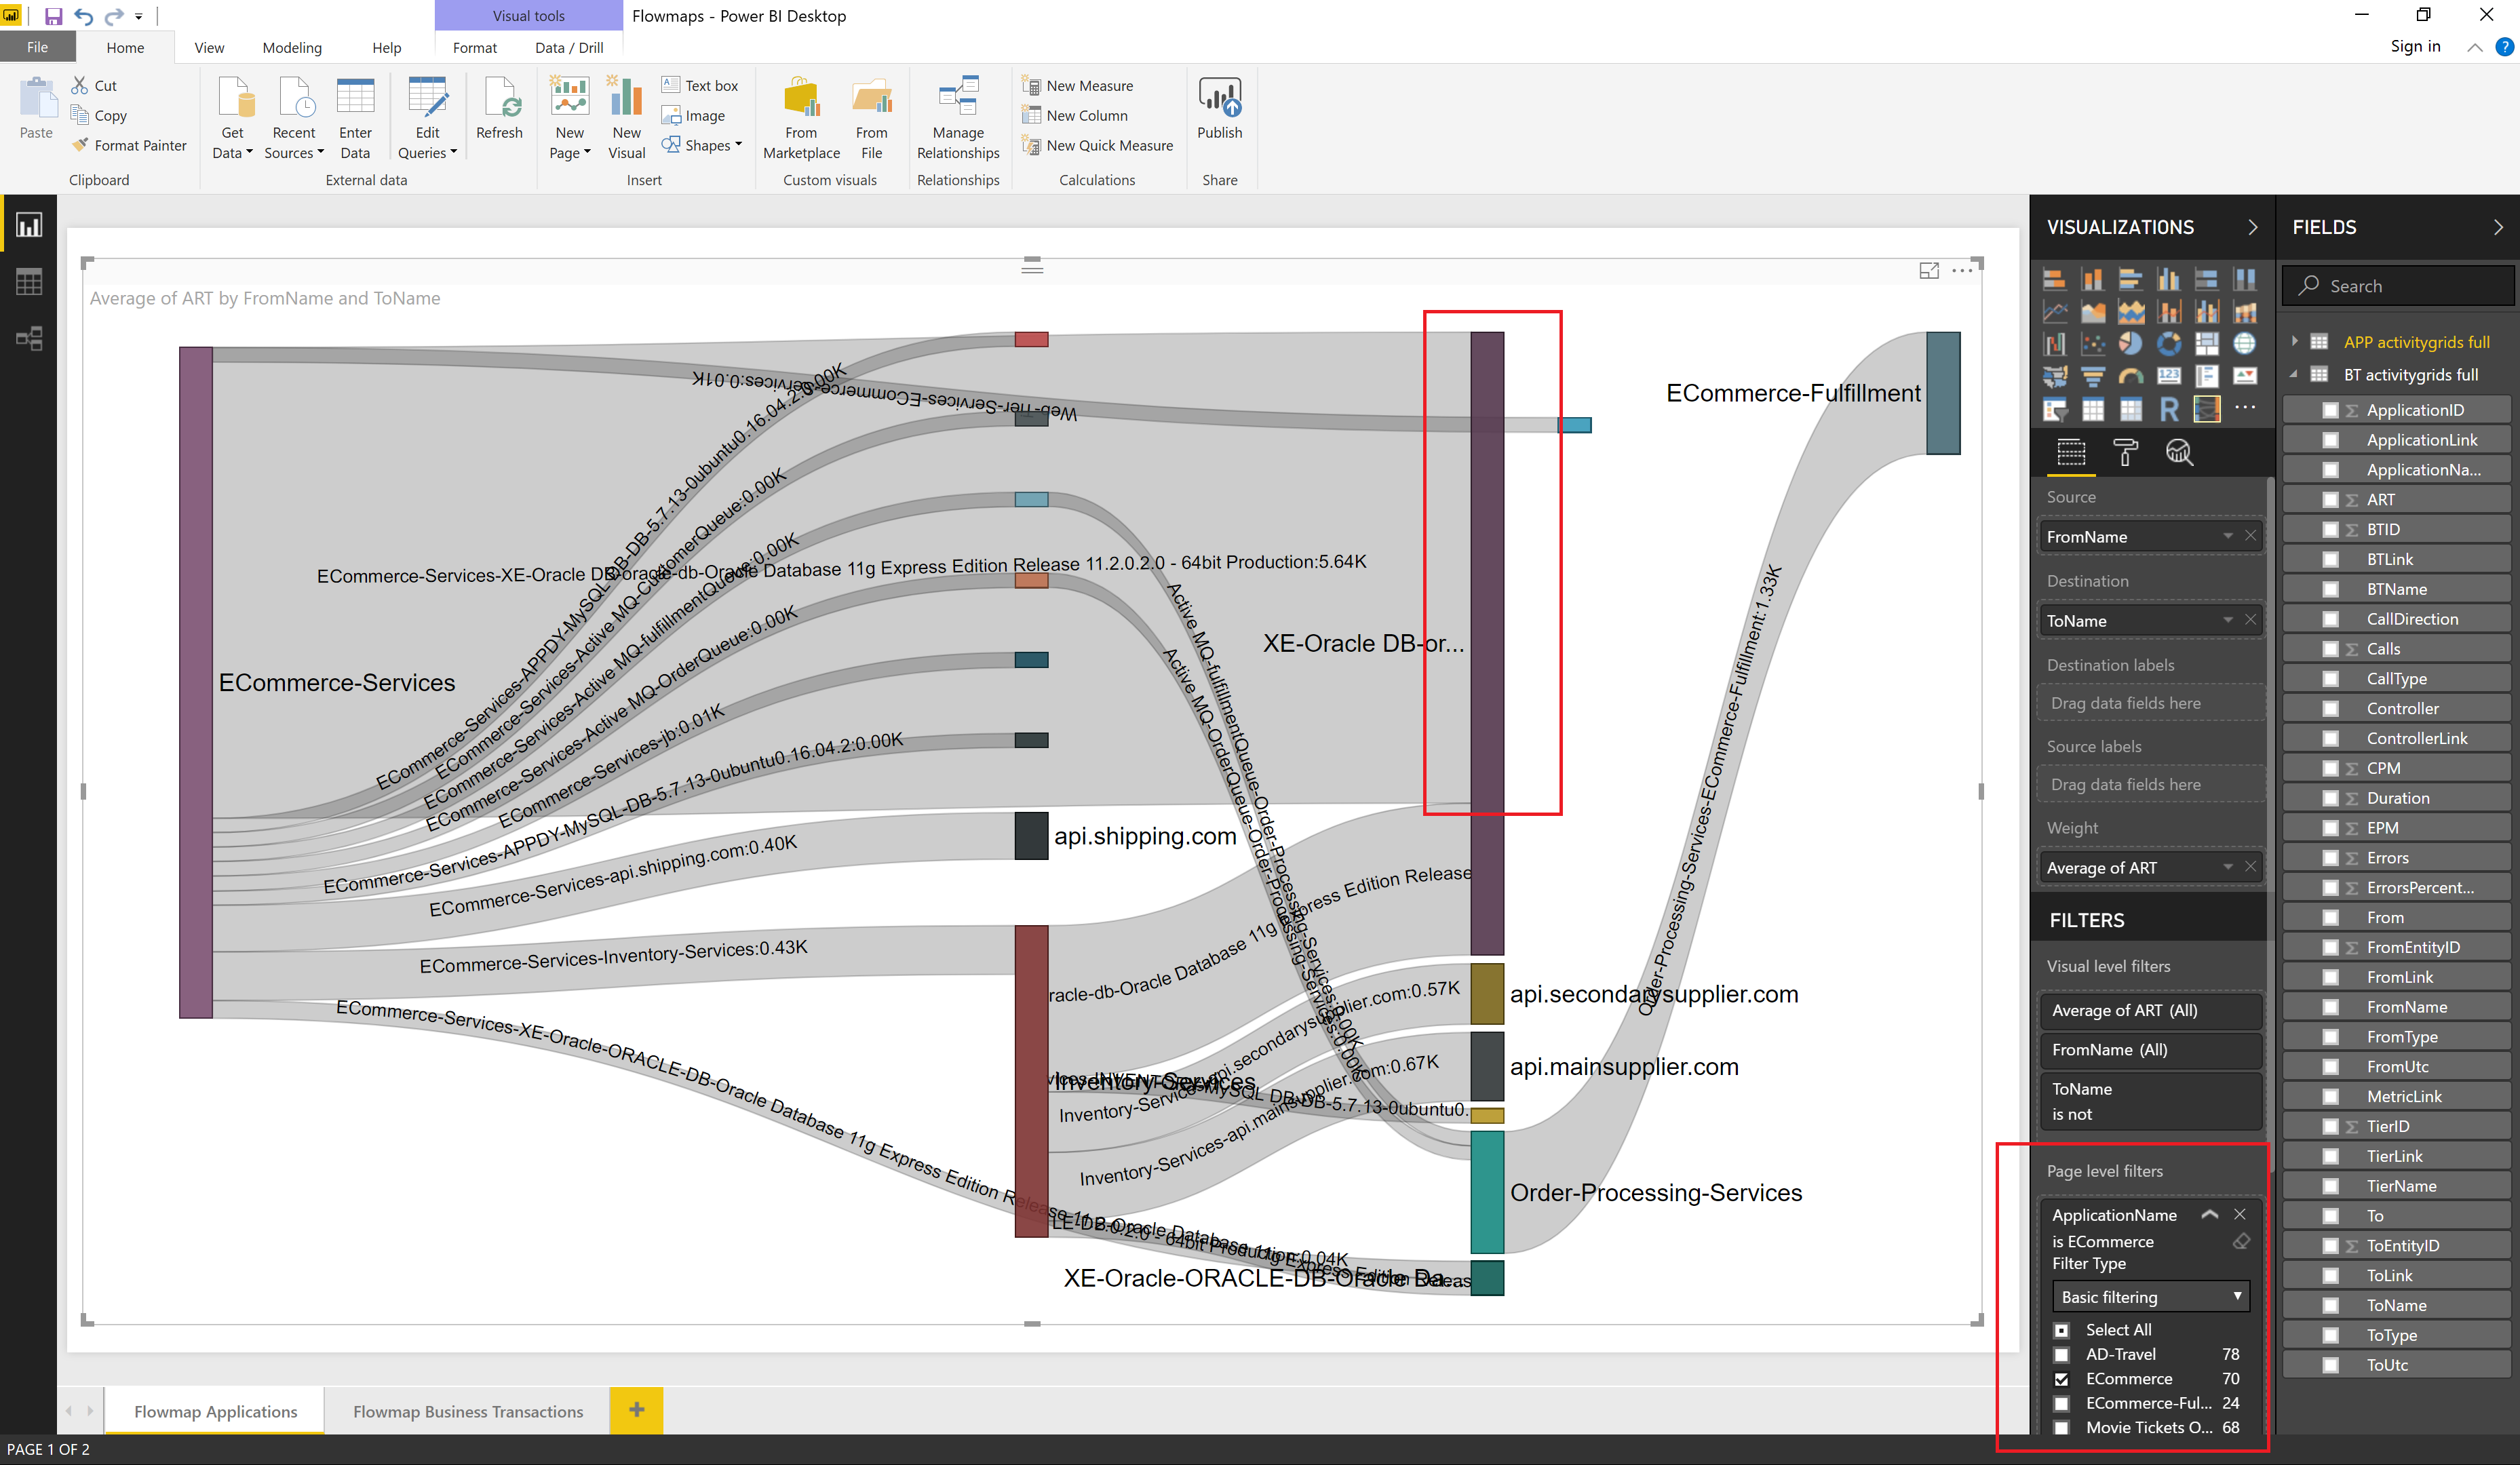 Visual tools
Flowmaps - Power BI Desktop
File
Home
View
Modeling
Help
Format
Data / Drill
Sign in
?
Paste
Cut
Copy
Format Painter
Clipboard
Get Data
Recent Sources
Enter Data
Edit Queries
Refresh
External data
New Page
New Visual
Text box
Image
Shapes
Insert
From Marketplace
From File
Custom visuals
Manage Relationships
Relationships
New Measure
New Column
New Quick Measure
Calculations
Publish
Share
Average of ART by FromName and ToName
Web-Tier-Services-ECommerce-Services:0.01K
ECommerce-Services-APPDY-MySQL DB-DB-5.7.13-0ubuntu0.16.04.2:0.00K
ECommerce-Services-Active MQ-CustomerQueue:0.00K
ECommerce-Services-Active MQ-fulfillmentQueue:0.00K
ECommerce-Services-XE-Oracle DB-oracle-db-Oracle Database 11g Express Edition Release 11.2.0.2.0 - 64bit Production:5.64K
ECommerce-Services-Active MQ-OrderQueue:0.00K
ECommerce-Services-jb:0.01K
ECommerce-Services-APPDY-MySQL-DB-5.7.13-0ubuntu0.16.04.2:0.00K
ECommerce-Services-api.shipping.com:0.40K
ECommerce-Services-Inventory-Services:0.43K
ECommerce-Services-XE-Oracle-ORACLE-DB-Oracle Database 11g Express Edition Release 11.2.0.2.0 - 64bit Production:0.04K
ECommerce-Services
XE-Oracle DB-or...
ECommerce-Fulfillment
api.shipping.com
Active MQ-fulfillmentQueue-Order-Processing-Services:0.00K
Active MQ-OrderQueue-Order-Processing-Services:0.00K
Order-Processing-Services-ECommerce-Fulfillment:1.33K
racle-db-Oracle Database 11g Express Edition Release
Inventory-Services-api.secondarysupplier.com:0.57K
Inventory-Services
MySQL DB-DB-5.7.13-0ubuntu0.
Inventory-Services-api.mainsupplier.com:0.67K
api.secondarysupplier.com
api.mainsupplier.com
Order-Processing-Services
LE-DB-Oracle Database 11g Express Edition Releas
XE-Oracle-ORACLE-DB-Oracle Da...
Flowmap Applications
Flowmap Business Transactions
+
PAGE 1 OF 2
VISUALIZATIONS
123
R
Source
FromName
Destination
ToName
Destination labels
Drag data fields here
Source labels
Drag data fields here
Weight
Average of ART
FILTERS
Visual level filters
Average of ART (All)
FromName (All)
ToName
is not
Page level filters
ApplicationName
is ECommerce
Filter Type
Basic filtering
Select All
AD-Travel 78
ECommerce 70
ECommerce-Ful... 24
Movie Tickets O... 68
FIELDS
Search
APP activitygrids full
BT activitygrids full
Σ ApplicationID
ApplicationLink
ApplicationNa...
Σ ART
Σ BTID
BTLink
BTName
CallDirection
Σ Calls
CallType
Controller
ControllerLink
Σ CPM
Σ Duration
Σ EPM
Σ Errors
Σ ErrorsPercent...
From
Σ FromEntityID
FromLink
FromName
FromType
FromUtc
MetricLink
Σ TierID
TierLink
TierName
To
Σ ToEntityID
ToLink
ToName
ToType
ToUtc